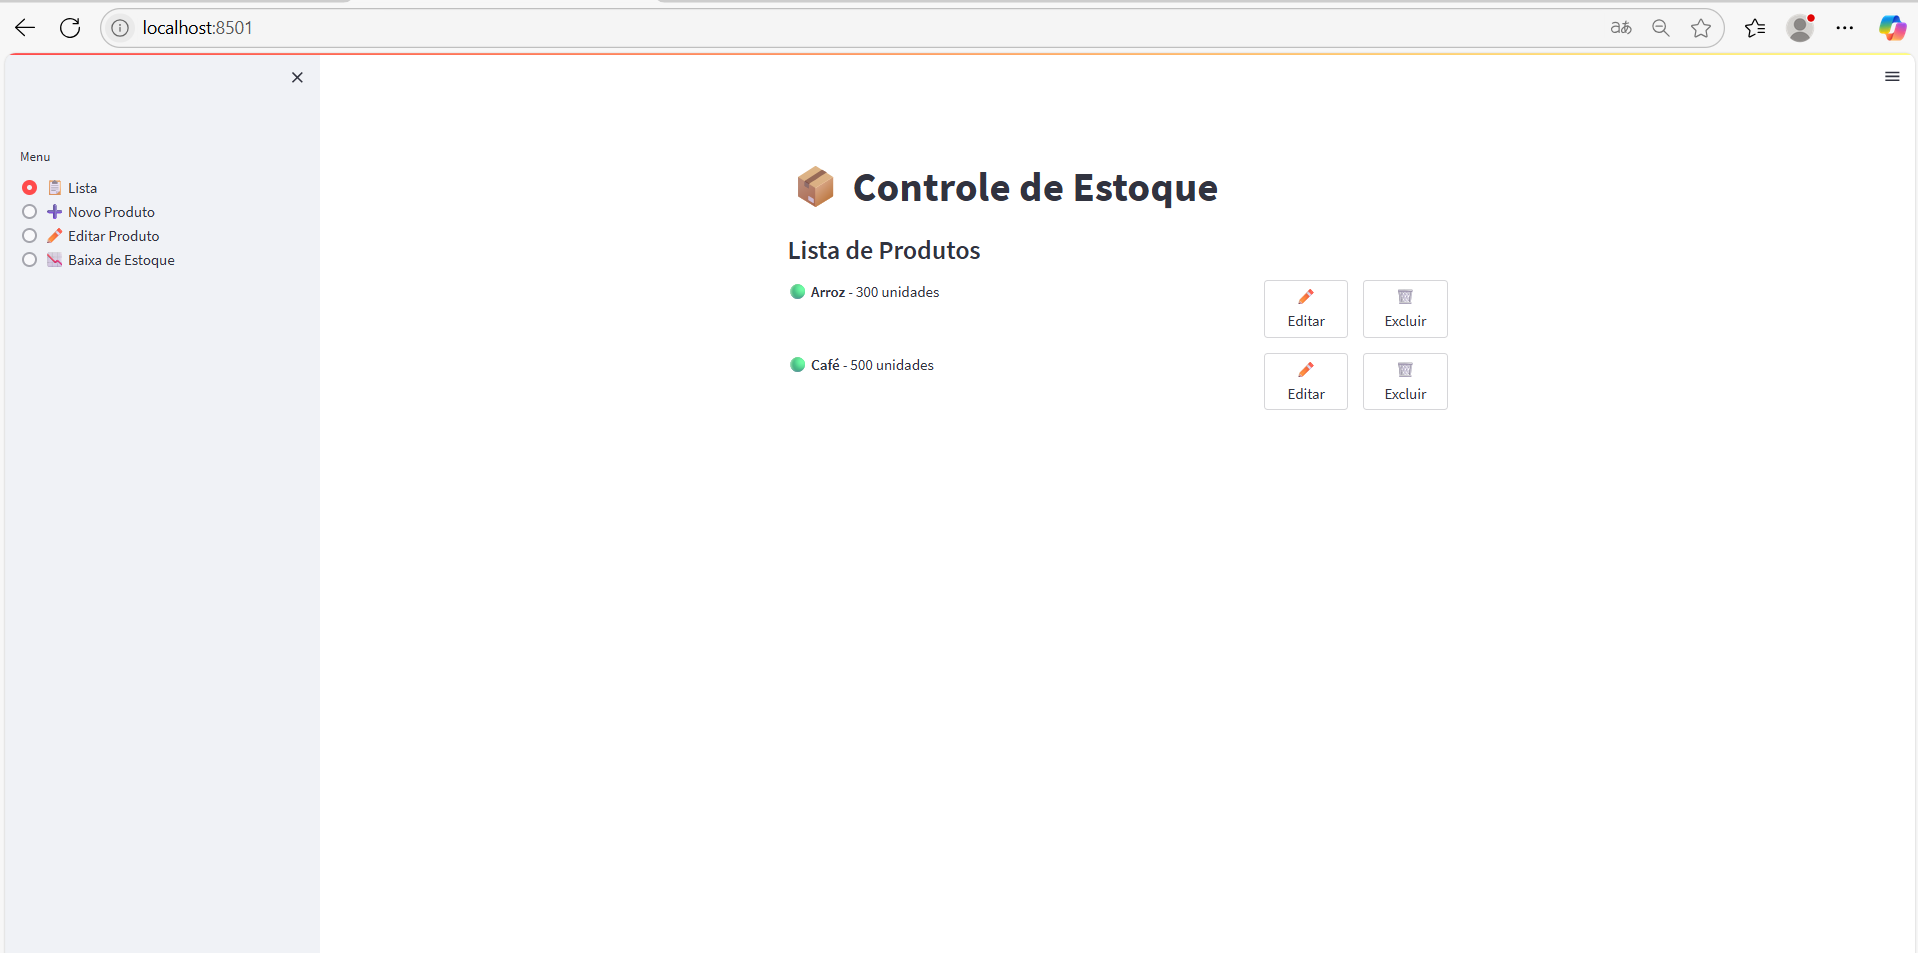 localhost:8501
Menu
Lista
Novo Produto
Editar Produto
Baixa de Estoque
Controle de Estoque
Lista de Produtos
Arroz - 300 unidades
Editar
Excluir
Café - 500 unidades
Editar
Excluir